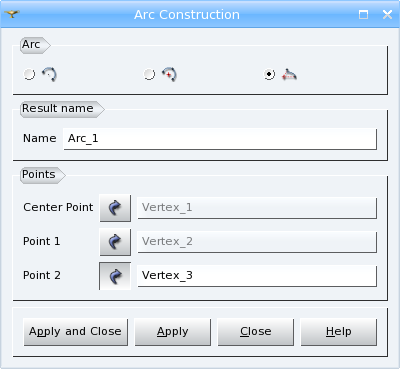 Arc Construction
Arc
Result name
Name Arc_1
Points
Center Point Vertex_1
Point 1 Vertex_2
Point 2 Vertex_3
Apply and Close Apply Close Help